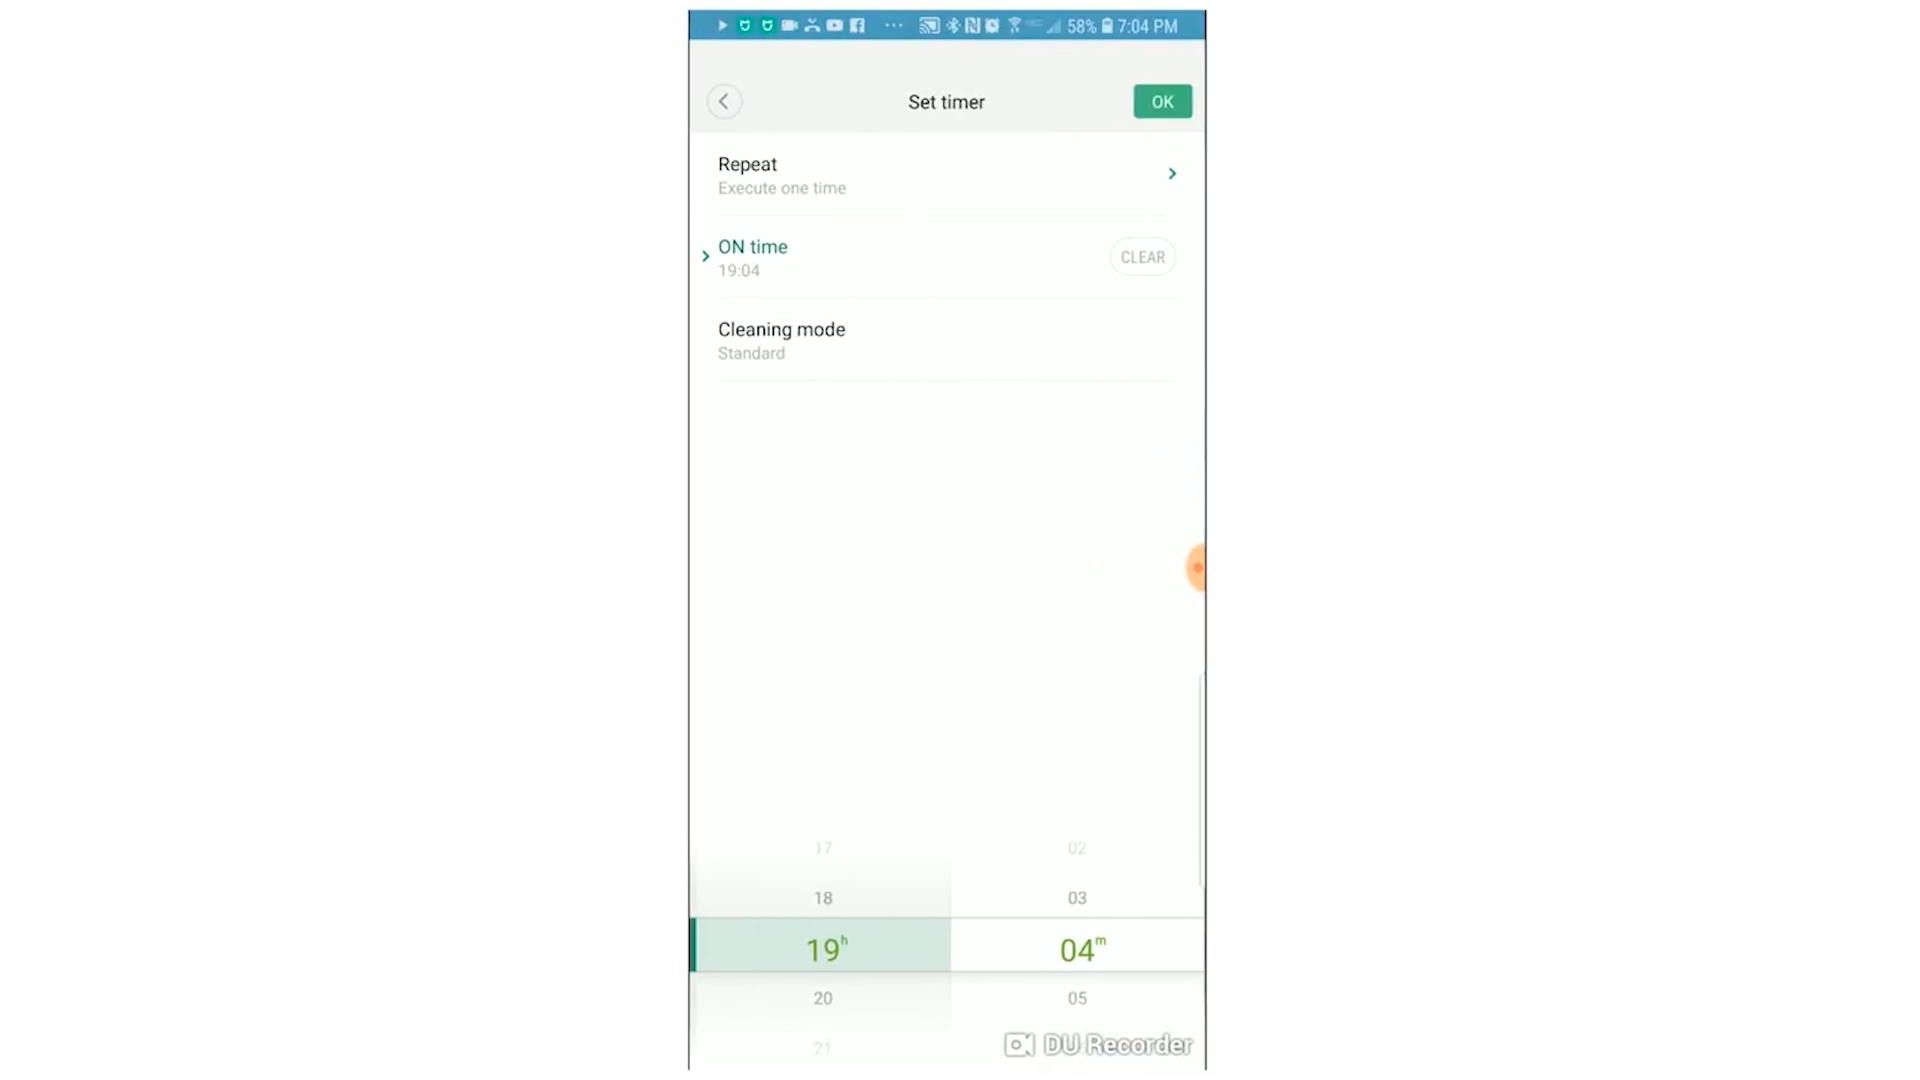 58% 7:04 PM
Set timer
OK
Repeat
Execute one time
ON time
19:04
CLEAR
Cleaning mode
Standard
17 02
18 03
19h 04m
20 05
21
DU Recorder